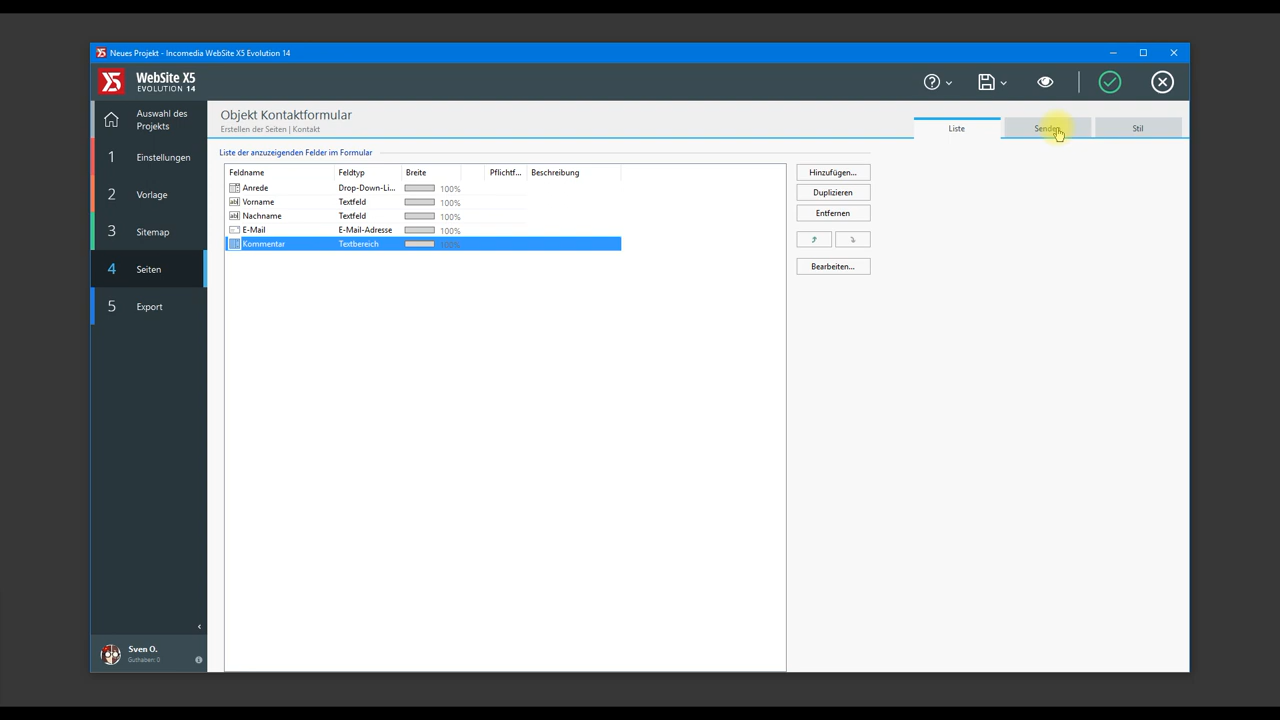 Neues Projekt - Incomedia WebSite X5 Evolution 14
WebSite X5
EVOLUTION 14
Auswahl des
Projekts
1 Einstellungen
2 Vorlage
3 Sitemap
4 Seiten
5 Export
Sven O.
Guthaben: 0
Objekt Kontaktformular
Erstellen der Seiten | Kontakt
Liste
Senden
Stil
Liste der anzuzeigenden Felder im Formular
Feldname Feldtyp Breite Pflichtf... Beschreibung
Anrede Drop-Down-Li... 100%
Vorname Textfeld 100%
Nachname Textfeld 100%
E-Mail E-Mail-Adresse 100%
Kommentar Textbereich 100%
Hinzufügen...
Duplizieren
Entfernen
Bearbeiten...